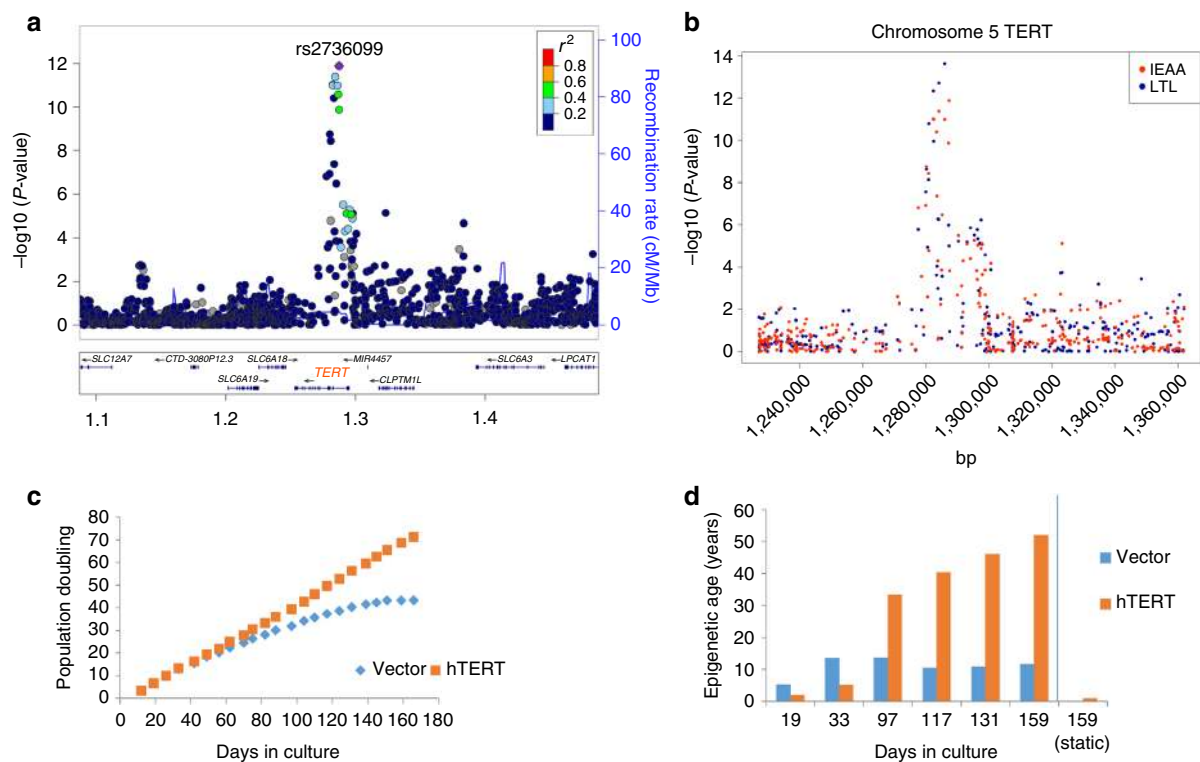 a
rs2736099
r²
0.8
0.6
0.4
0.2
12
10
8
6
4
2
0
–log10 (P-value)
100
80
60
40
20
0
Recombination rate (cM/Mb)
SLC12A7
CTD-3080P12.3
SLC6A18
MIR4457
SLC6A3
LPCAT1
SLC6A19
TERT
CLPTM1L
1.1
1.2
1.3
1.4
b
Chromosome 5 TERT
IEAA
LTL
14
12
10
8
6
4
2
0
–log10 (P-value)
1,240,000
1,260,000
1,280,000
1,300,000
1,320,000
1,340,000
1,360,000
bp
c
80
70
60
50
40
30
20
10
0
Population doubling
Vector
hTERT
0 20 40 60 80 100 120 140 160 180
Days in culture
d
60
50
40
30
20
10
0
Epigenetic age (years)
Vector
hTERT
19 33 97 117 131 159 159
(static)
Days in culture